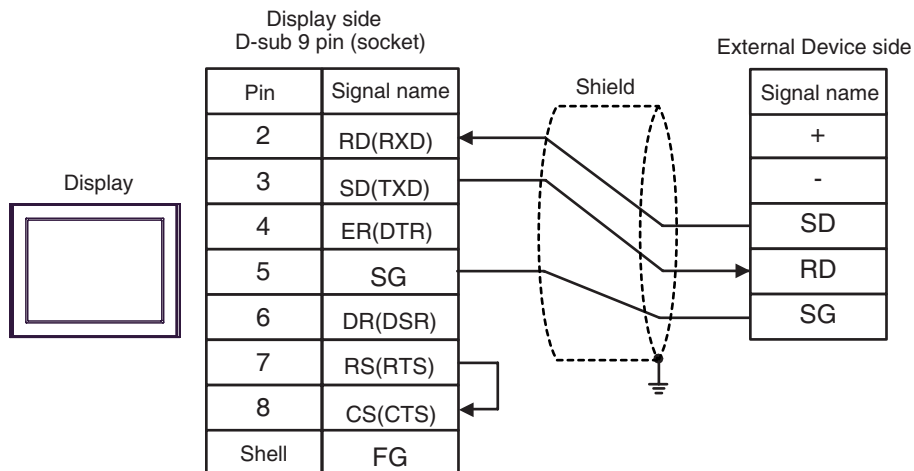 Display side
D-sub 9 pin (socket)
External Device side
Pin Signal name
Shield
Signal name
2 RD(RXD)
+
3 SD(TXD)
-
Display
4 ER(DTR)
SD
5 SG
RD
6 DR(DSR)
SG
7 RS(RTS)
8 CS(CTS)
Shell FG